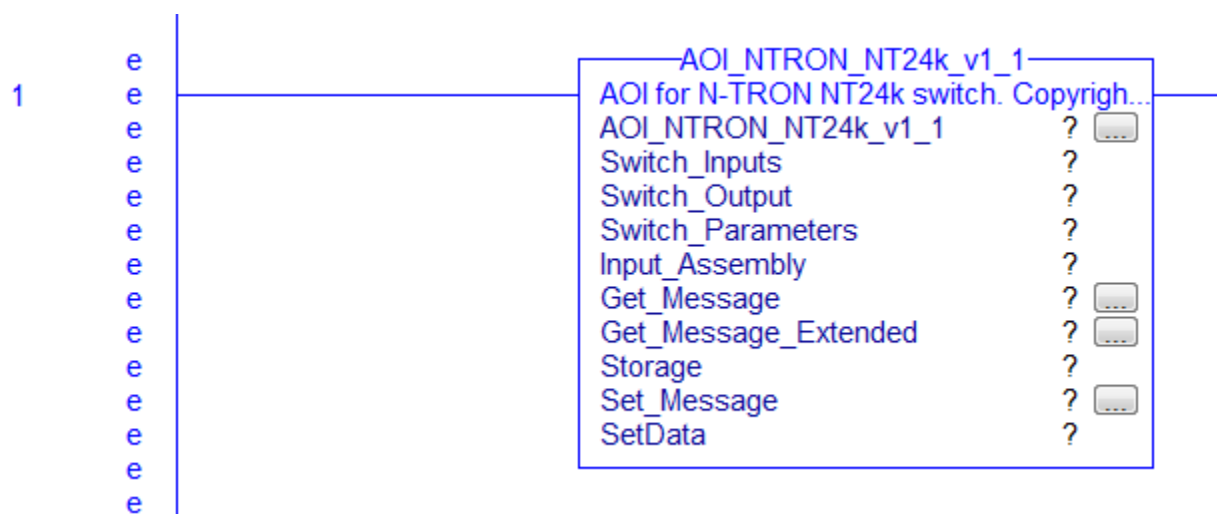 e
AOI_NTRON_NT24k_v1_1
1 e AOI for N-TRON NT24k switch. Copyrigh...
e AOI_NTRON_NT24k_v1_1 ? ...
e Switch_Inputs ?
e Switch_Output ?
e Switch_Parameters ?
e Input_Assembly ?
e Get_Message ? ...
e Get_Message_Extended ? ...
e Storage ?
e Set_Message ? ...
e SetData ?
e
e